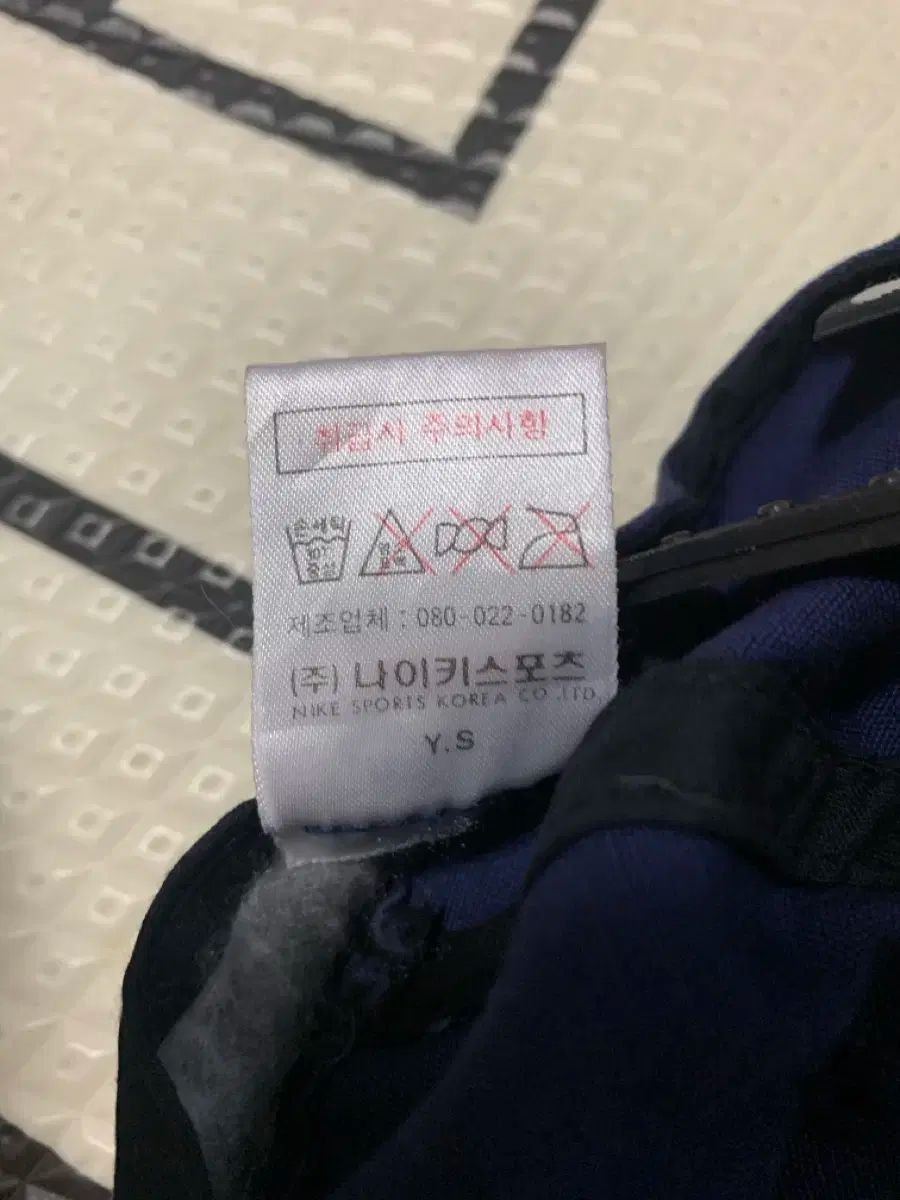 취급시 주의사항
손세탁
중성
제조업체 : 080-022-0182
(주) 나이키스포츠
NIKE SPORTS KOREA CO.,LTD.
Y.S